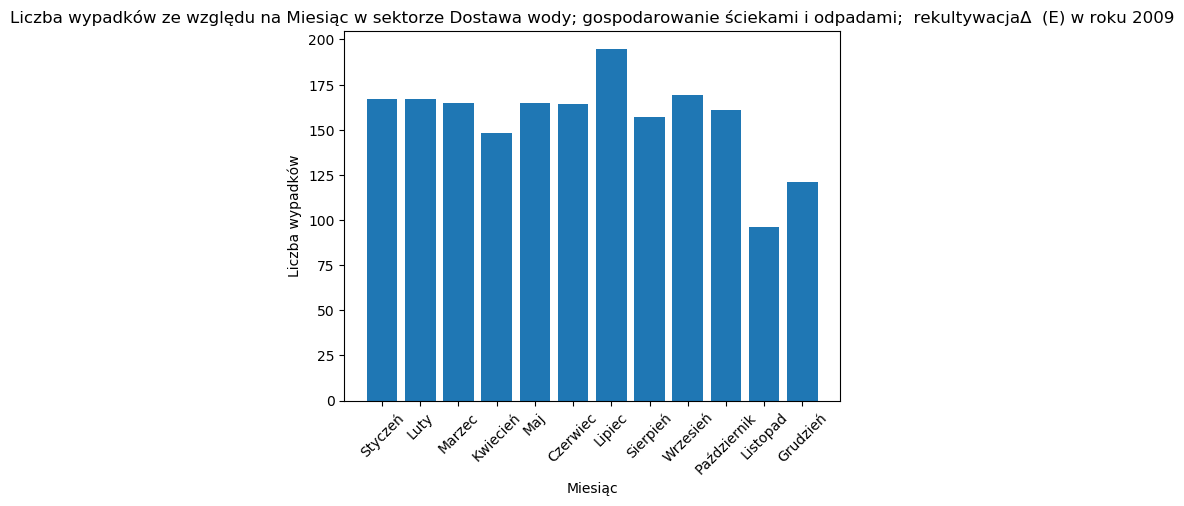 Liczba wypadków ze względu na Miesiąc w sektorze Dostawa wody; gospodarowanie ściekami i odpadami;  rekultywacjaΔ  (E) w roku 2009
200
175
150
125
100
75
50
25
0
Liczba wypadków
Styczeń
Luty
Marzec
Kwiecień
Maj
Czerwiec
Lipiec
Sierpień
Wrzesień
Październik
Listopad
Grudzień
Miesiąc